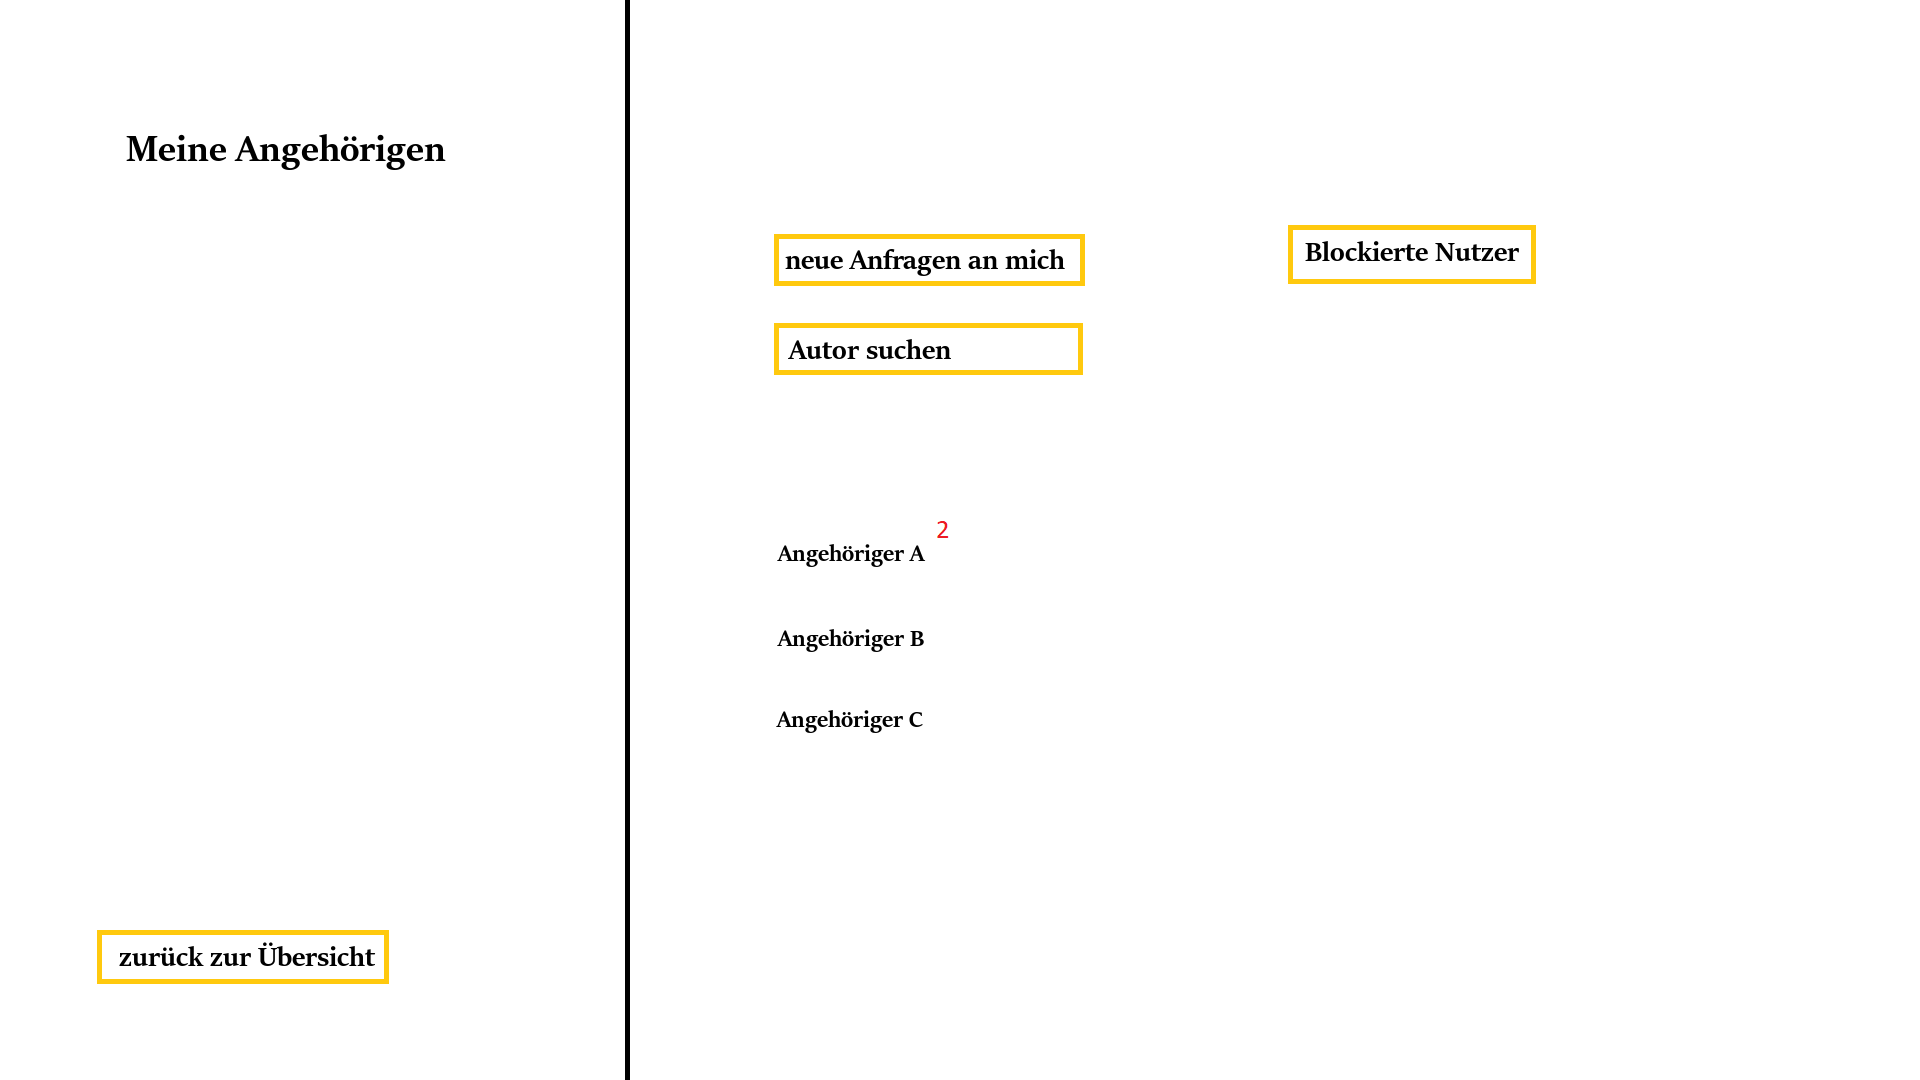 Meine Angehörigen
neue Anfragen an mich
Blockierte Nutzer
Autor suchen
2
Angehöriger A
Angehöriger B
Angehöriger C
zurück zur Übersicht